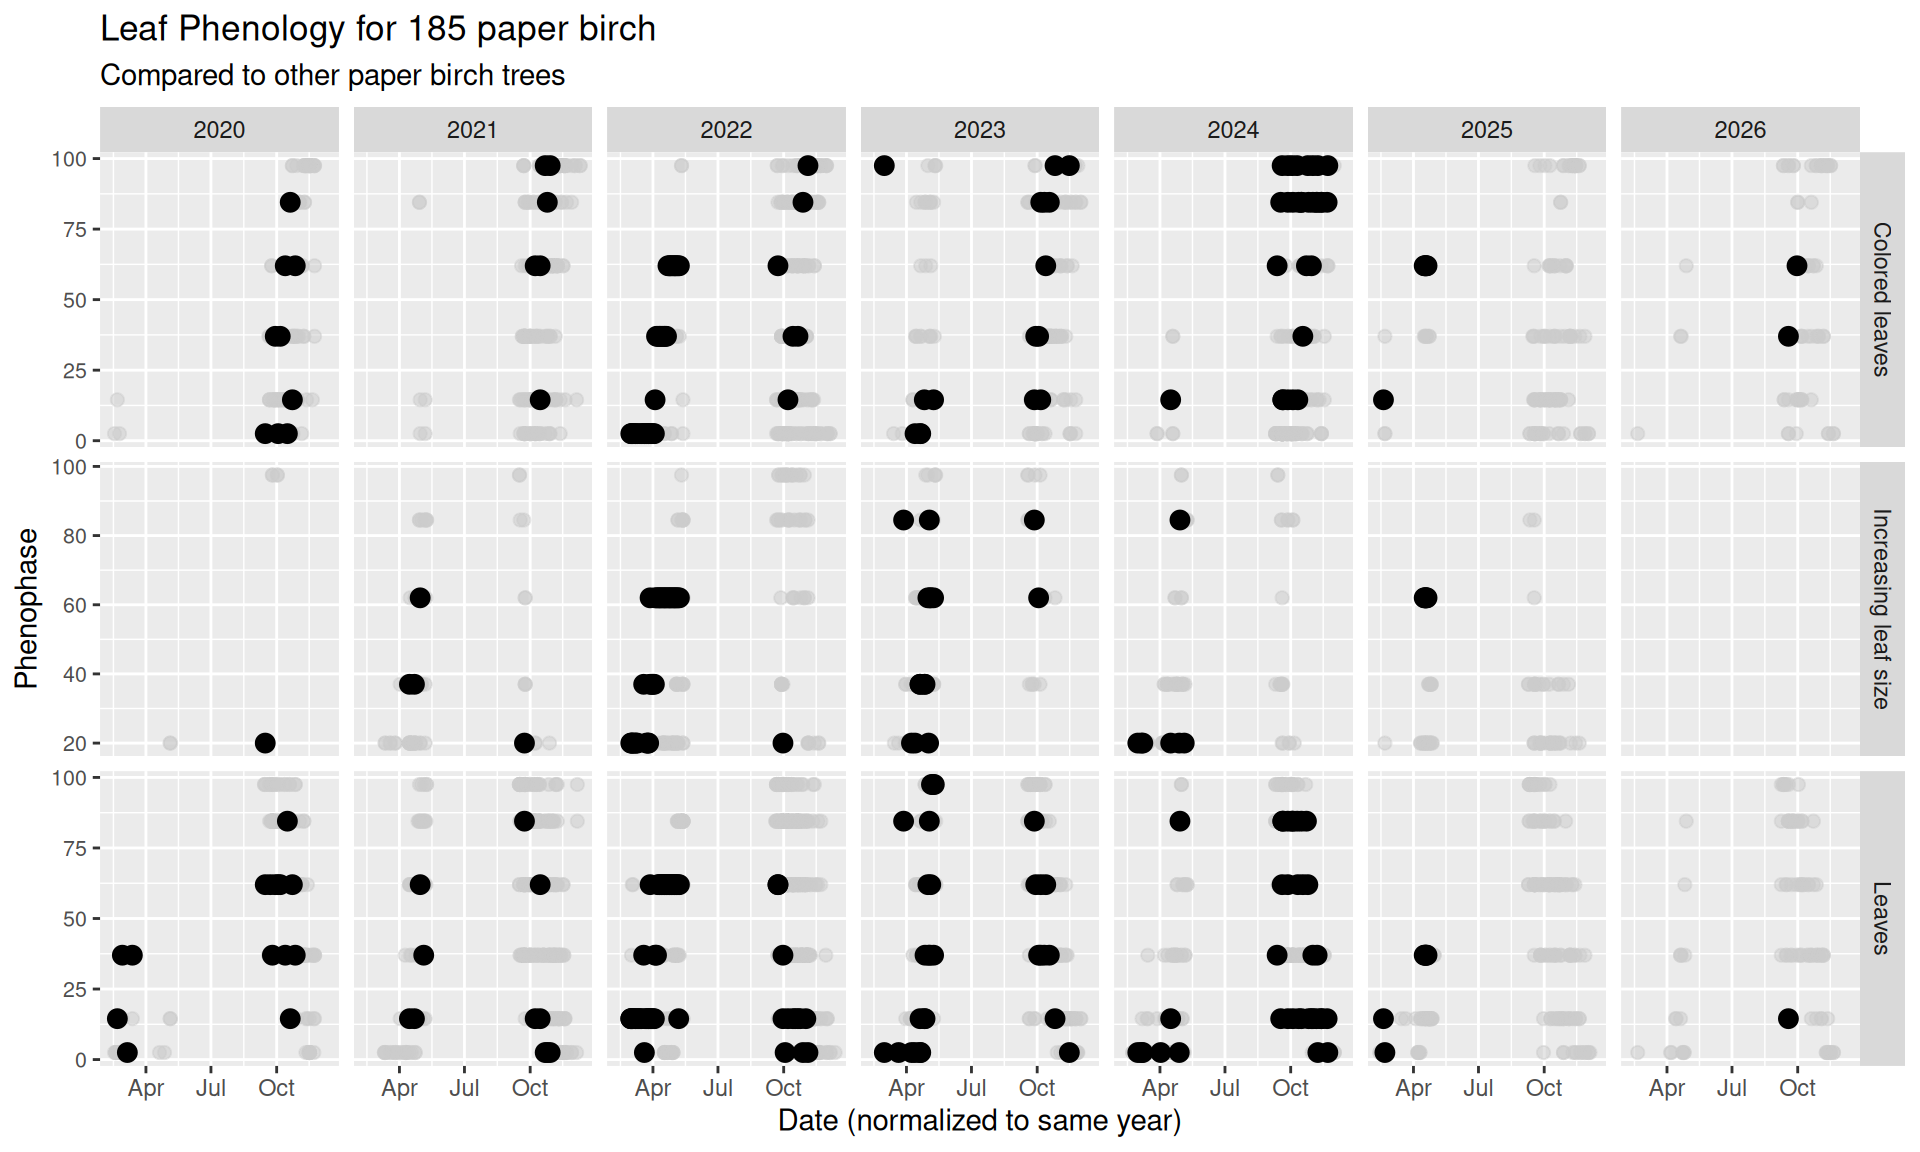 Leaf Phenology for 185 paper birch
Compared to other paper birch trees
2020 2021 2022 2023 2024 2025 2026
100
75
50
25
0
Colored leaves
100
80
60
40
20
Increasing leaf size
100
75
50
25
0
Leaves
Phenophase
Apr Jul Oct Apr Jul Oct Apr Jul Oct Apr Jul Oct Apr Jul Oct Apr Jul Oct Apr Jul Oct
Date (normalized to same year)